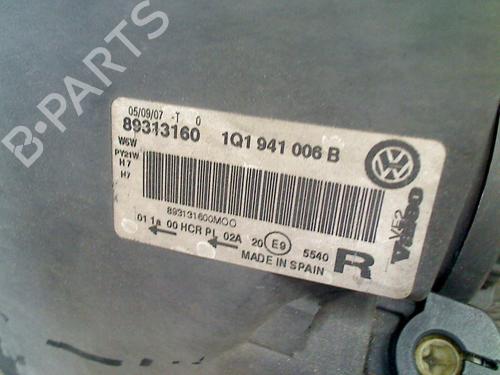 05/09/07 -T 0
89313160 1Q1 941 006 B
W5W
PY21W
H7
H7
893131600MOO
01 1a 00 HCR PL 02A 20 E9 5540
MADE IN SPAIN
R
VE2
Valeo
B-PARTS